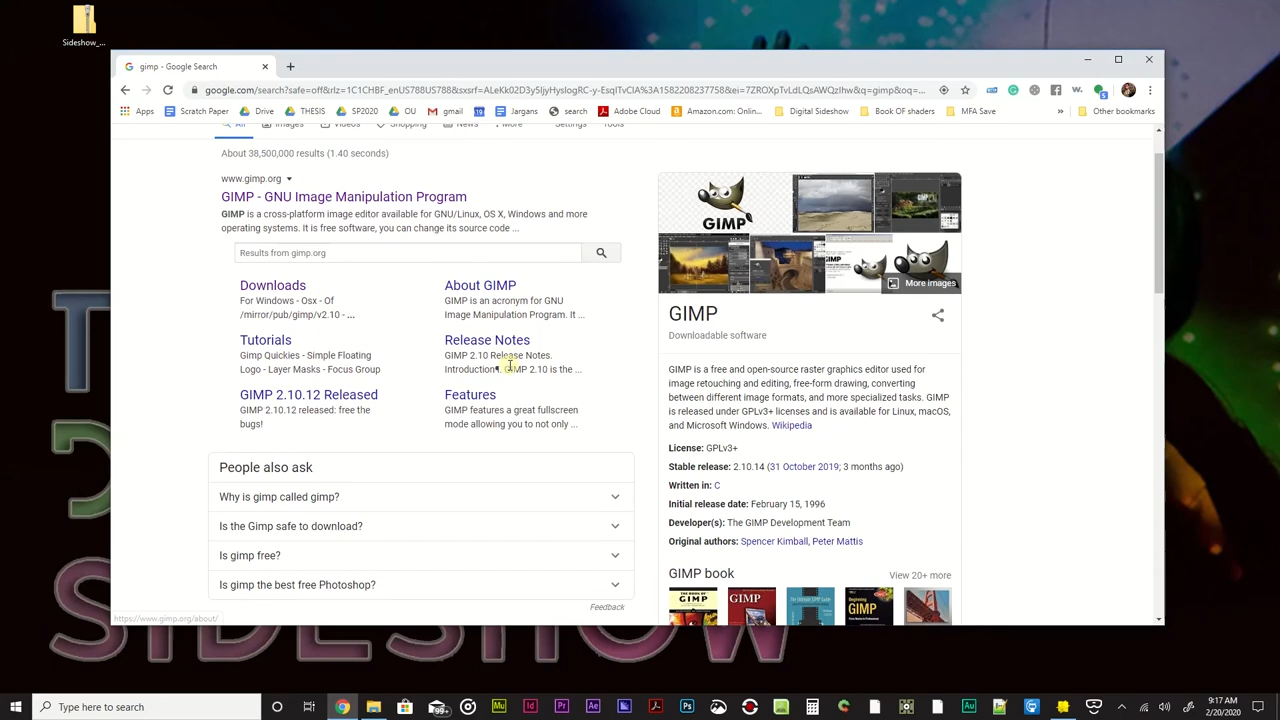 Sideshow_...
gimp - Google Search
google.com/search?safe=off&rlz=1C1CHBF_enUS788US788&sxsrf=ALeKk02D3y5ljyHyslogRC-y-EsqlTvClA%3A1582208237758&ei=7ZROXpTvLdLQsAWQzIhw&q=gimp&oq=...
Apps
Scratch Paper
Drive
THESIS
SP2020
OU
gmail
19
Jargans
search
Adobe Cloud
Amazon.com: Onlin...
Digital Slideshow
Book OF shaders
MFA Save
»
Other bookmarks
All
Images
Videos
Shopping
News
More
Settings
Tools
About 38,500,000 results (1.40 seconds)
www.gimp.org
GIMP - GNU Image Manipulation Program
GIMP is a cross-platform image editor available for GNU/Linux, OS X, Windows and more
operating systems. It is free software, you can change its source code ...
Results from gimp.org
Downloads
For Windows - Osx - Of
/mirror/pub/gimp/v2.10 - ...
About GIMP
GIMP is an acronym for GNU
Image Manipulation Program. It ...
Tutorials
Gimp Quickies - Simple Floating
Logo - Layer Masks - Focus Group
Release Notes
GIMP 2.10 Release Notes.
Introduction¶. GIMP 2.10 is the ...
GIMP 2.10.12 Released
GIMP 2.10.12 released: free the
bugs!
Features
GIMP features a great fullscreen
mode allowing you to not only ...
People also ask
Why is gimp called gimp?
Is the Gimp safe to download?
Is gimp free?
Is gimp the best free Photoshop?
Feedback
https://www.gimp.org/about/
GIMP
More images
GIMP
Downloadable software
GIMP is a free and open-source raster graphics editor used for
image retouching and editing, free-form drawing, converting
between different image formats, and more specialized tasks. GIMP
is released under GPLv3+ licenses and is available for Linux, macOS,
and Microsoft Windows. Wikipedia
License: GPLv3+
Stable release: 2.10.14 (31 October 2019; 3 months ago)
Written in: C
Initial release date: February 15, 1996
Developer(s): The GIMP Development Team
Original authors: Spencer Kimball, Peter Mattis
GIMP book
View 20+ more
GIMP
GIMP
GIMP
SIDESHOW
Type here to search
99+
Mu
Id
Pr
Ae
Ps
Au
9:17 AM
2/20/2020